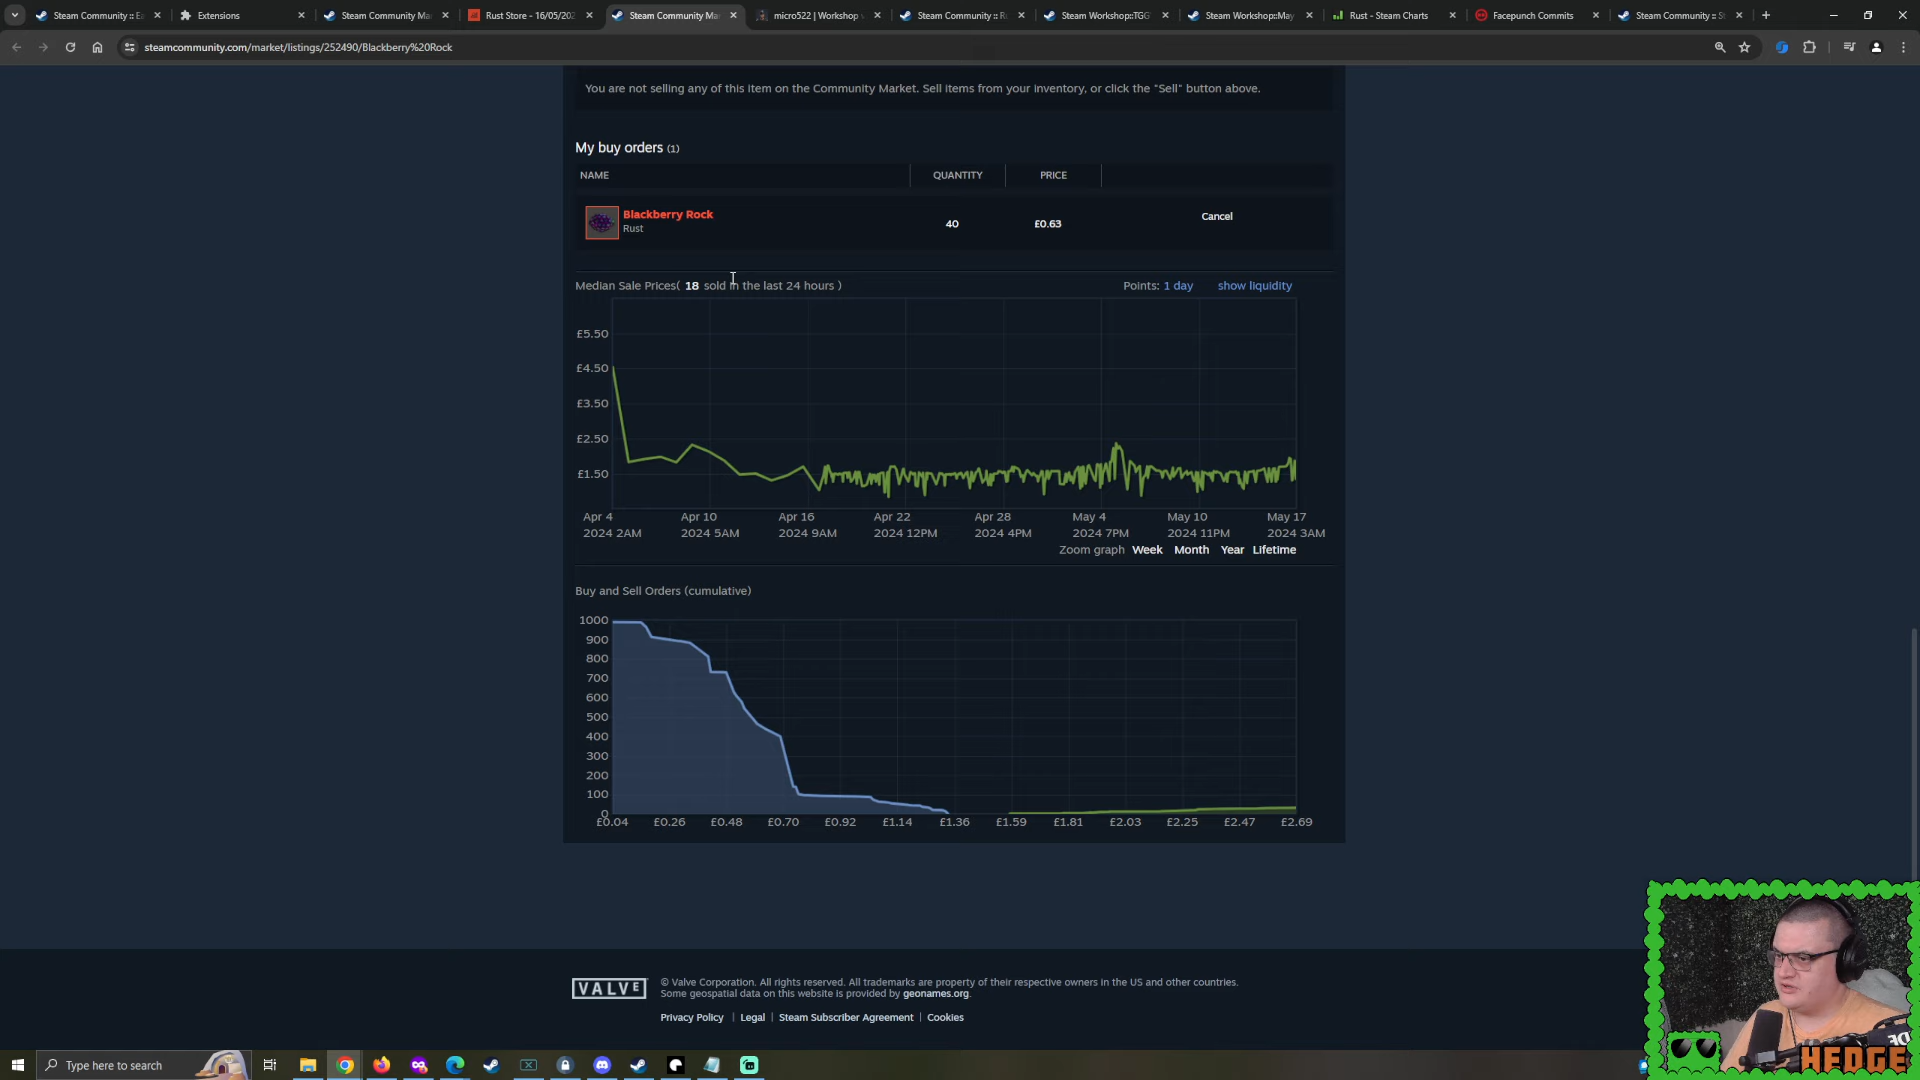 Steam Community :: Ea
Extensions
Steam Community Ma
Rust Store - 16/05/202
Steam Community Ma
micro522 | Workshop
Steam Community :: R
Steam Workshop::TGG
Steam Workshop::May
Rust - Steam Charts
Facepunch Commits
Steam Community :: St
steamcommunity.com/market/listings/252490/Blackberry%20Rock
You are not selling any of this item on the Community Market. Sell items from your inventory, or click the "Sell" button above.
My buy orders (1)
NAME QUANTITY PRICE
Blackberry Rock
Rust
40 £0.63 Cancel
Median Sale Prices( 18 sold in the last 24 hours ) Points: 1 day show liquidity
£5.50
£4.50
£3.50
£2.50
£1.50
Apr 4 Apr 10 Apr 16 Apr 22 Apr 28 May 4 May 10 May 17
2024 2AM 2024 5AM 2024 9AM 2024 12PM 2024 4PM 2024 7PM 2024 11PM 2024 3AM
Zoom graph Week Month Year Lifetime
Buy and Sell Orders (cumulative)
1000
900
800
700
600
500
400
300
200
100
0
£0.04 £0.26 £0.48 £0.70 £0.92 £1.14 £1.36 £1.59 £1.81 £2.03 £2.25 £2.47 £2.69
VALVE
© Valve Corporation. All rights reserved. All trademarks are property of their respective owners in the US and other countries.
Some geospatial data on this website is provided by geonames.org.
Privacy Policy | Legal | Steam Subscriber Agreement | Cookies
HEDGE
Type here to search